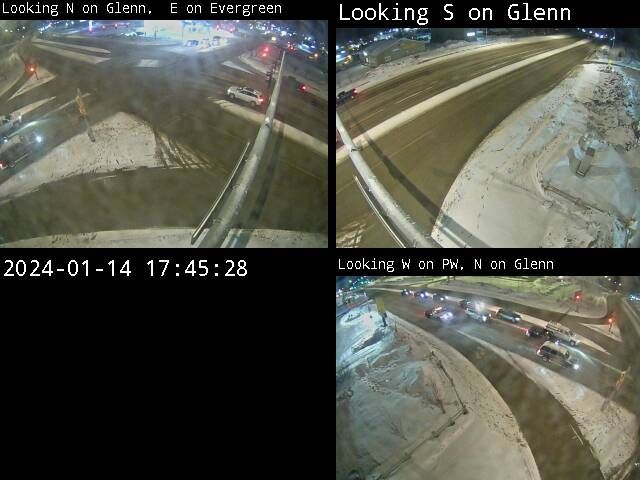 Looking N on Glenn,  E on Evergreen
Looking S on Glenn
2024-01-14 17:45:28
Looking W on PW, N on Glenn